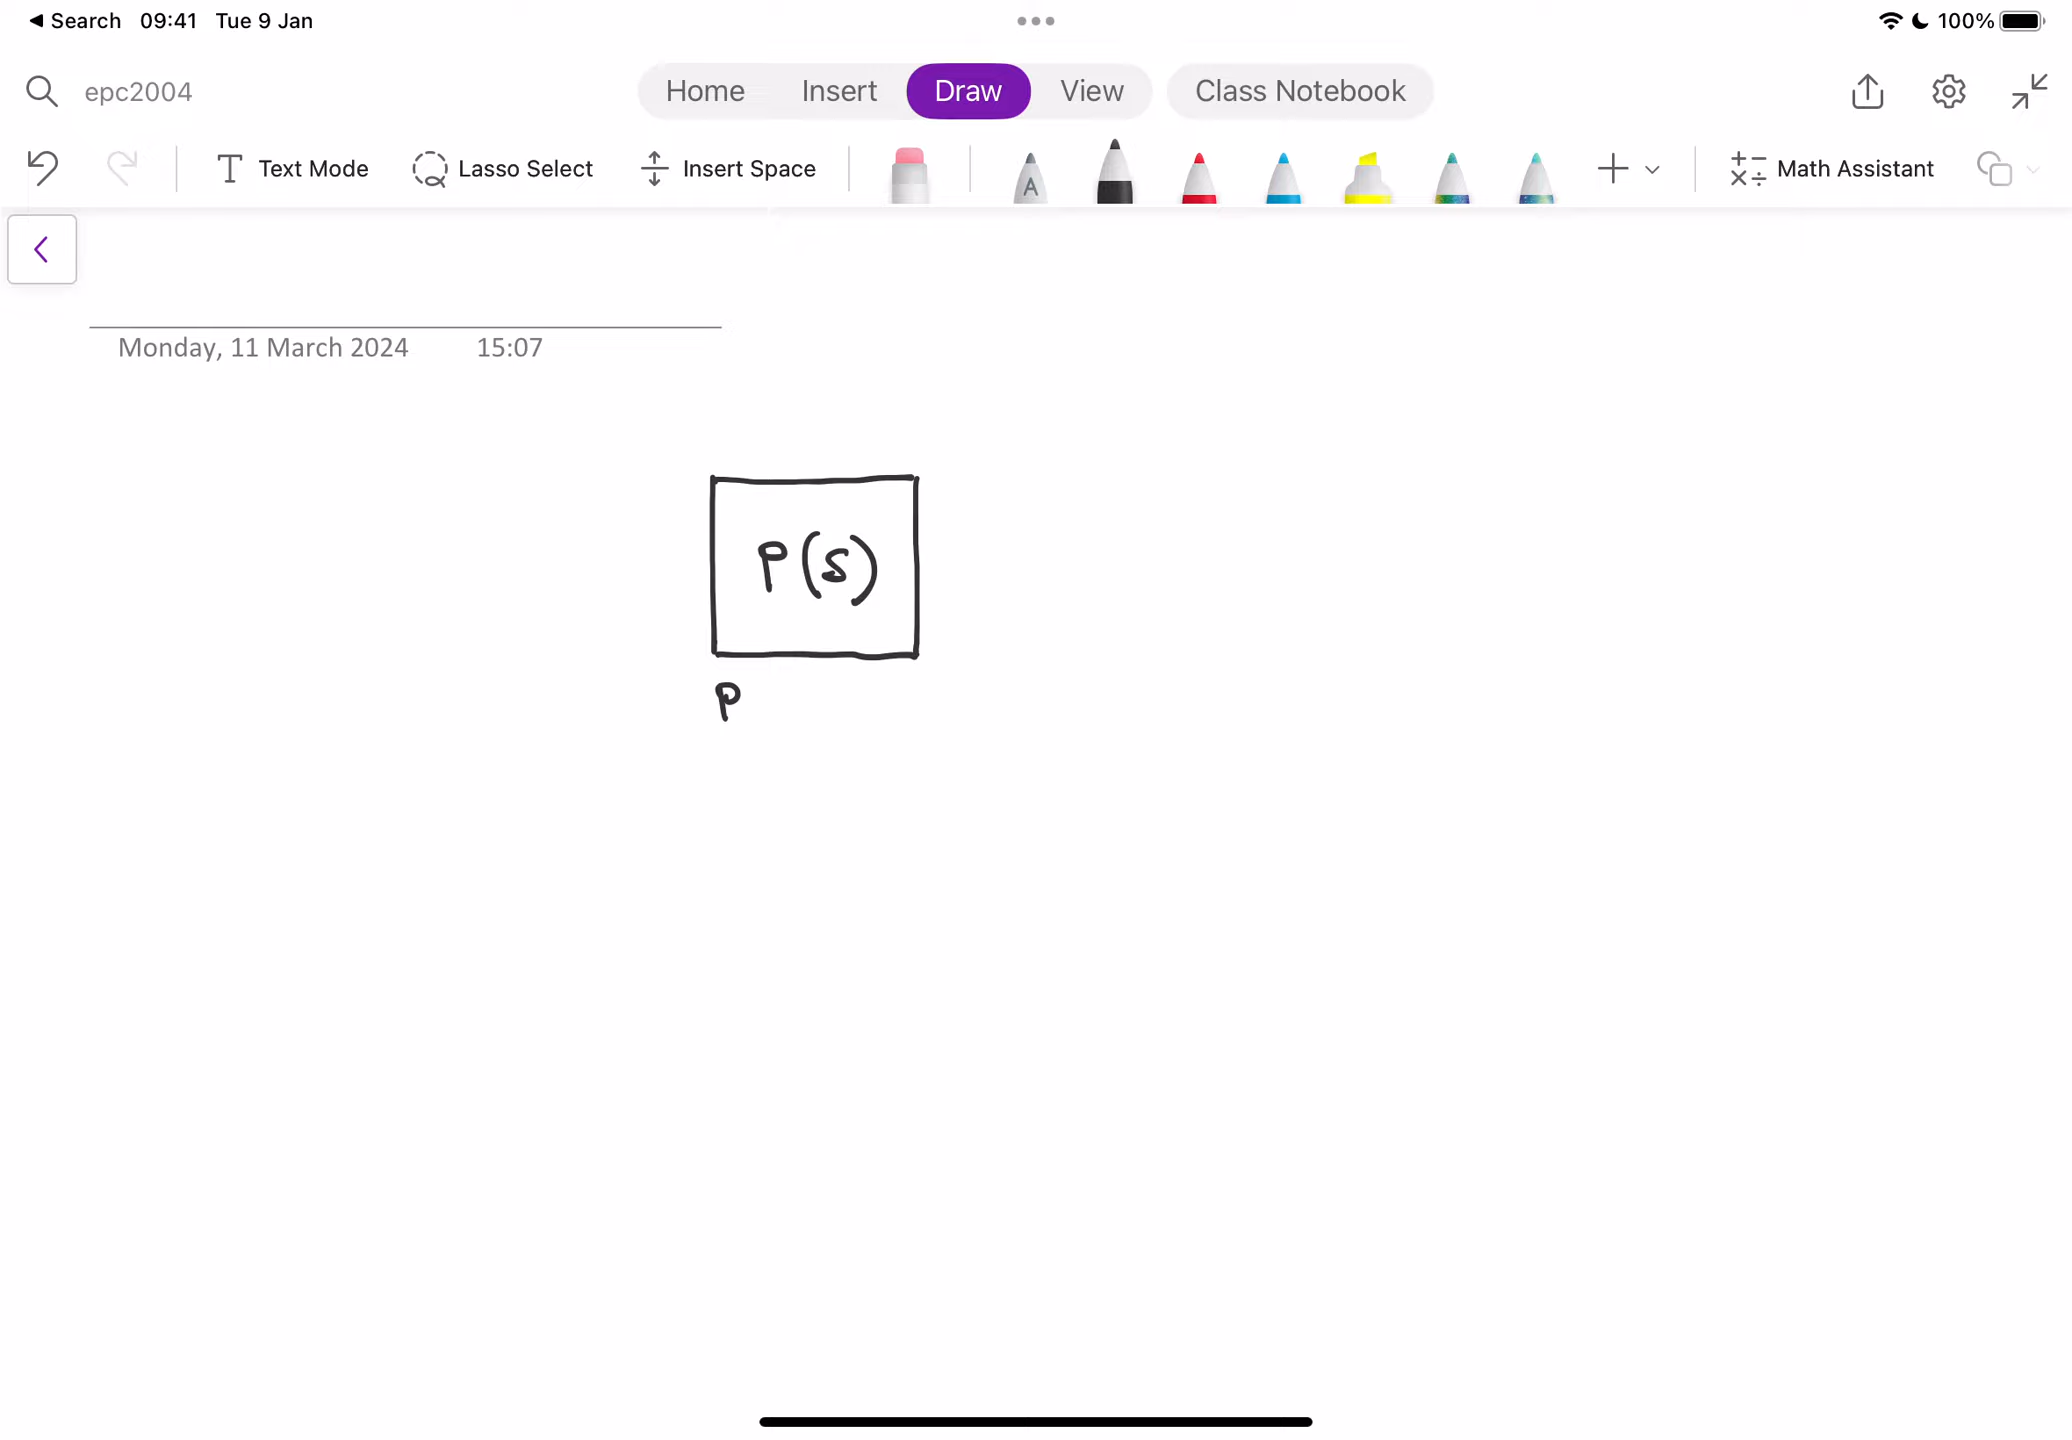 Search 09:41 Tue 9 Jan 100%
epc2004 Home Insert Draw View Class Notebook
Text Mode Lasso Select Insert Space A Math Assistant
Monday, 11 March 2024 15:07
P(s)
P